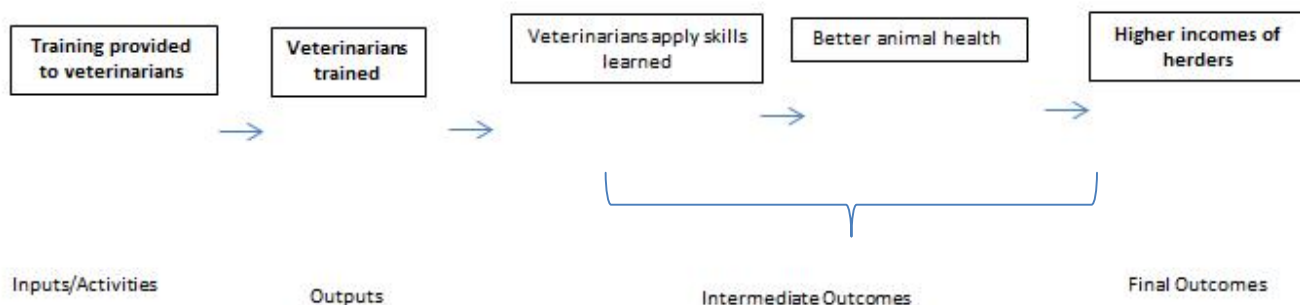 Training provided
to veterinarians
Veterinarians
trained
Veterinarians apply skills
learned
Better animal health
Higher incomes of
herders
Inputs/Activities
Outputs
Intermediate Outcomes
Final Outcomes